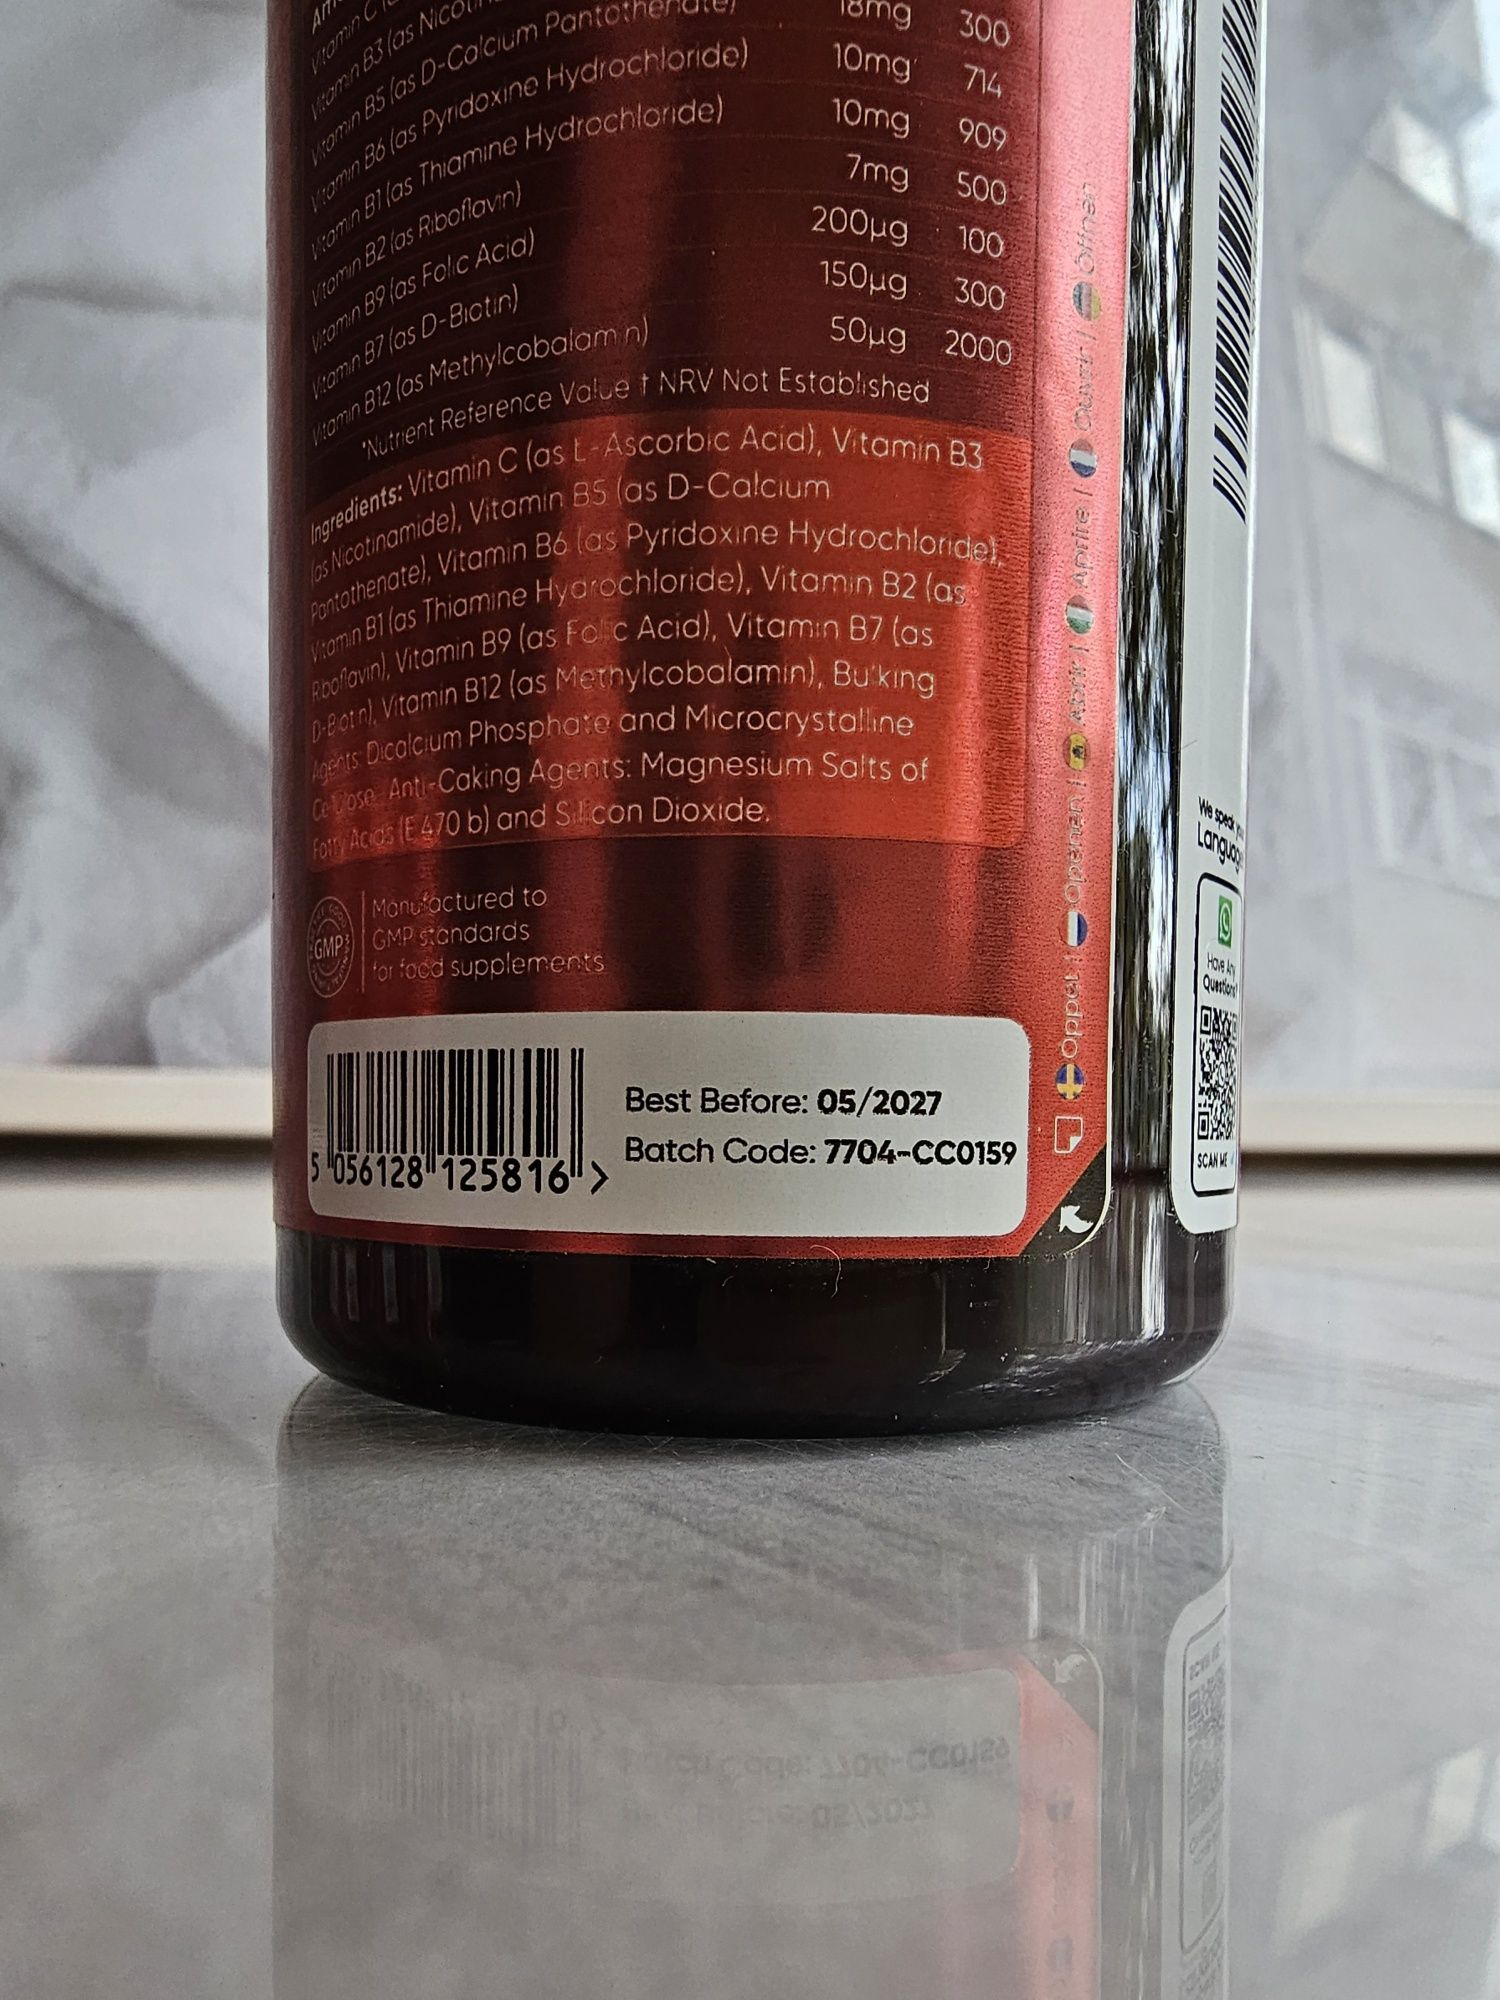 18mg 300
Vitamin B3 (as
Vitamin B5 (as D-Calcium Pantothenate) 10mg 714
Vitamin B6 (as Pyridoxine Hydrochloride) 10mg 909
Vitamin B1 (as Thiamine Hydrochloride) 7mg 500
Vitamin B2 (as Riboflavin) 200µg 100
Vitamin B9 (as Folic Acid) 150µg 300
Vitamin B7 (as D-Biotin) 50µg 2000
Vitamin B12 (as Methylcobalamin)
*Nutrient Reference Value † NRV Not Established
Ingredients: Vitamin C (as L-Ascorbic Acid), Vitamin B3
(as Nicotinamide), Vitamin B5 (as D-Calcium
Pantothenate), Vitamin B6 (as Pyridoxine Hydrochloride),
Vitamin B1 (as Thiamine Hydrochloride), Vitamin B2 (as
Riboflavin), Vitamin B9 (as Folic Acid), Vitamin B7 (as
D-Biotin), Vitamin B12 (as Methylcobalamin), Bulking
Agents: Dicalcium Phosphate and Microcrystalline
Cellulose, Anti-Caking Agents: Magnesium Salts of
Fatty Acids (E 470 b) and Silicon Dioxide.
GMP
Manufactured to
GMP standards
for food supplements
5 056128 125816 >
Best Before: 05/2027
Batch Code: 7704-CC0159
Öppet | Openen | Abrir | Aprire | Ouvrir | Öffnen
We speak
Have Any
Questions?
SCAN ME